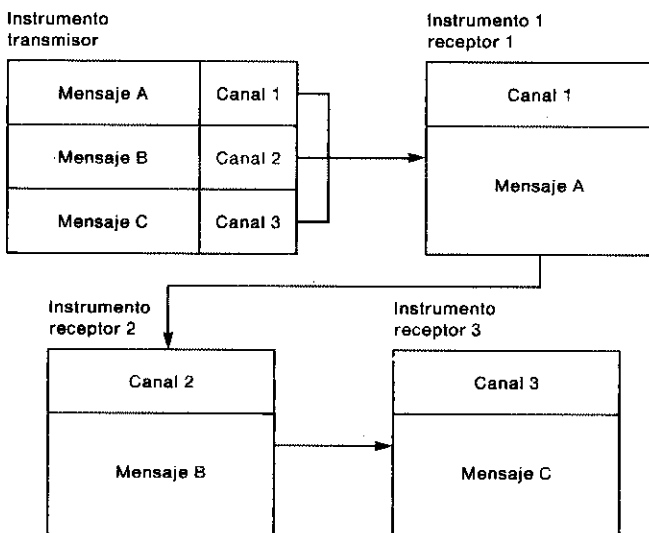 Instrumento
transmisor
Instrumento 1
receptor 1
Mensaje A
Canal 1
Mensaje B
Canal 2
Mensaje C
Canal 3
Canal 1
Mensaje A
Instrumento
receptor 2
Instrumento
receptor 3
Canal 2
Mensaje B
Canal 3
Mensaje C